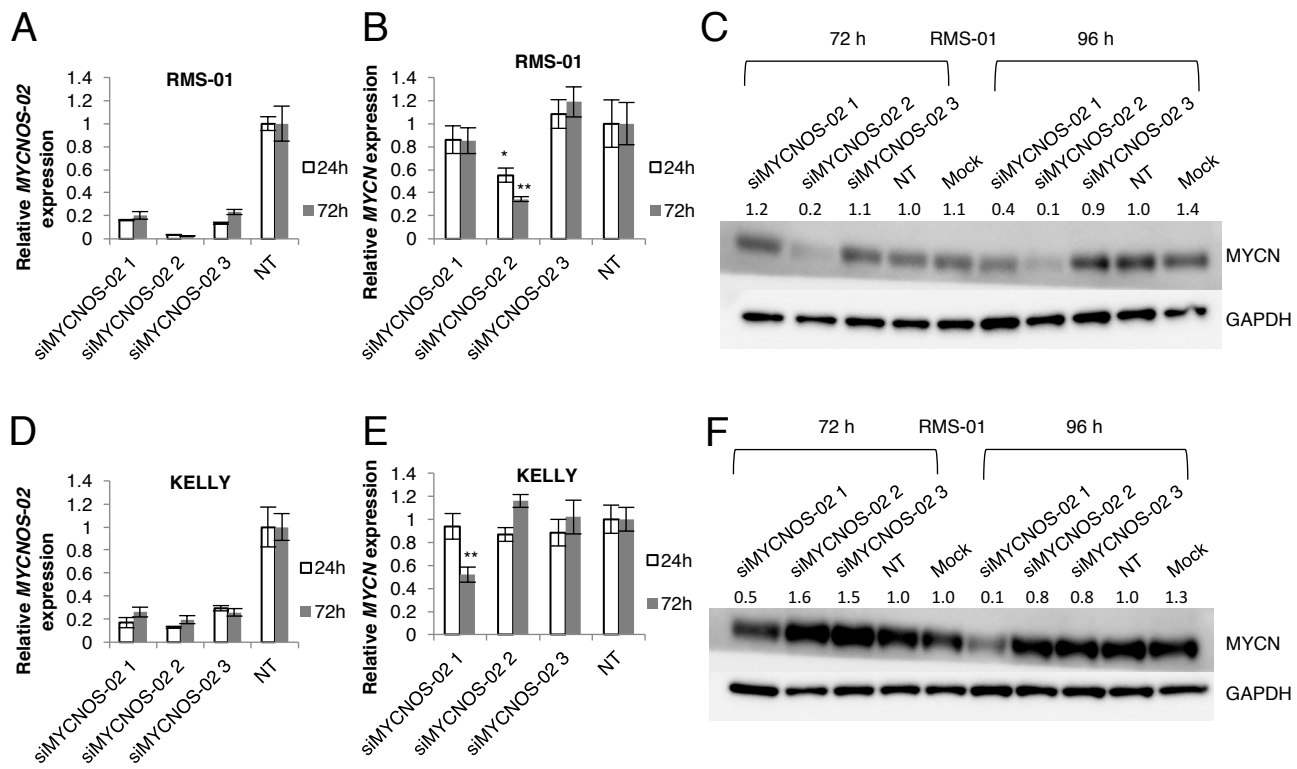 A
RMS-01
Relative MYCNOS-02
expression
1.4
1.2
1
0.8
0.6
0.4
0.2
0
24h
72h
siMYCNOS-02 1
siMYCNOS-02 2
siMYCNOS-02 3
NT
B
RMS-01
Relative MYCN expression
1.4
1.2
1
0.8
0.6
0.4
0.2
0
*
**
24h
72h
siMYCNOS-02 1
siMYCNOS-02 2
siMYCNOS-02 3
NT
C
72 h RMS-01 96 h
siMYCNOS-02 1
siMYCNOS-02 2
siMYCNOS-02 3
NT
Mock
siMYCNOS-02 1
siMYCNOS-02 2
siMYCNOS-02 3
NT
Mock
1.2 0.2 1.1 1.0 1.1 0.4 0.1 0.9 1.0 1.4
MYCN
GAPDH
D
KELLY
Relative MYCNOS-02
expression
1.4
1.2
1
0.8
0.6
0.4
0.2
0
24h
72h
siMYCNOS-02 1
siMYCNOS-02 2
siMYCNOS-02 3
NT
E
KELLY
Relative MYCN expression
1.4
1.2
1
0.8
0.6
0.4
0.2
0
**
24h
72h
siMYCNOS-02 1
siMYCNOS-02 2
siMYCNOS-02 3
NT
F
72 h RMS-01 96 h
siMYCNOS-02 1
siMYCNOS-02 2
siMYCNOS-02 3
NT
Mock
siMYCNOS-02 1
siMYCNOS-02 2
siMYCNOS-02 3
NT
Mock
0.5 1.6 1.5 1.0 1.0 0.1 0.8 0.8 1.0 1.3
MYCN
GAPDH